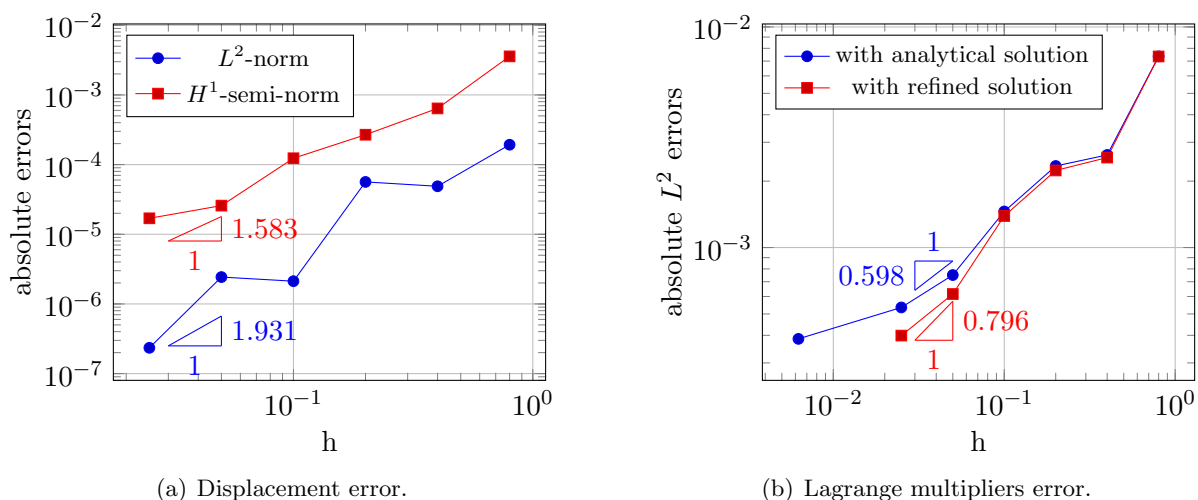 10^{-2}
10^{-3}
10^{-4}
10^{-5}
10^{-6}
10^{-7}
absolute errors
L^2-norm
H^1-semi-norm
1.583
1
1.931
1
10^{-1}
10^0
h
(a) Displacement error.
10^{-2}
10^{-3}
absolute L^2 errors
with analytical solution
with refined solution
1
0.598
0.796
1
10^{-2}
10^{-1}
10^0
h
(b) Lagrange multipliers error.